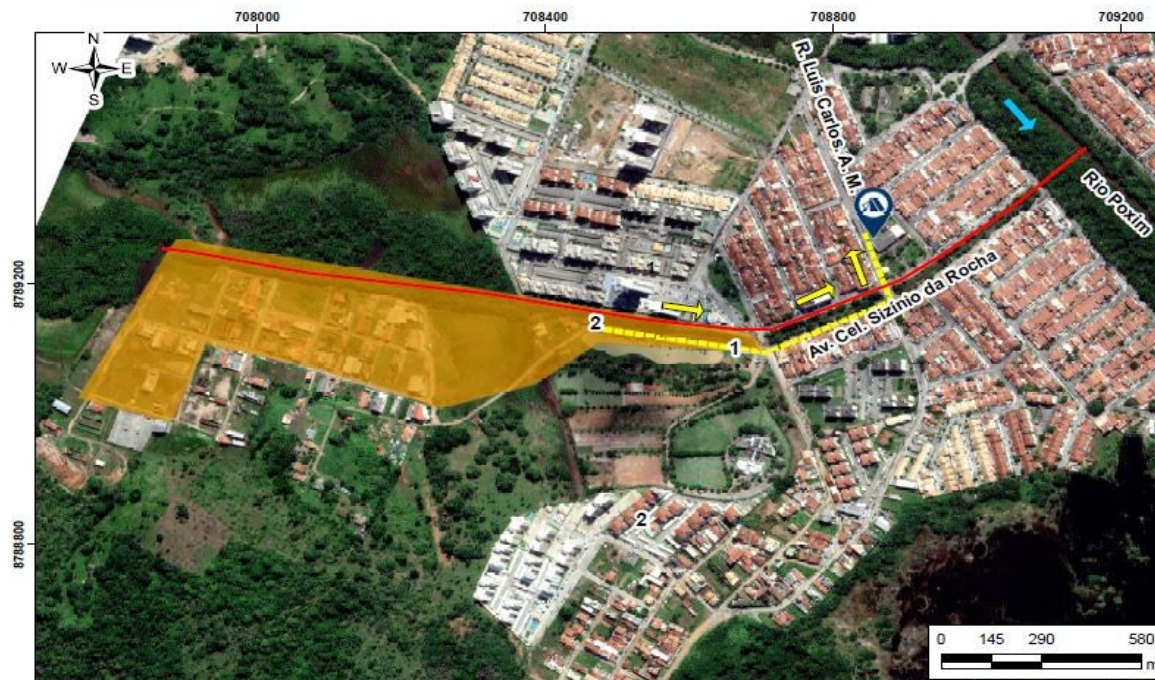 708000 708400 708800 709200
N
W E
S
R. Luis Carlos. A. M.
Rio Poxim
8789200
1
2
1
Av. Cel. Sizínio da Rocha
2
8788800
0 145 290 580
m